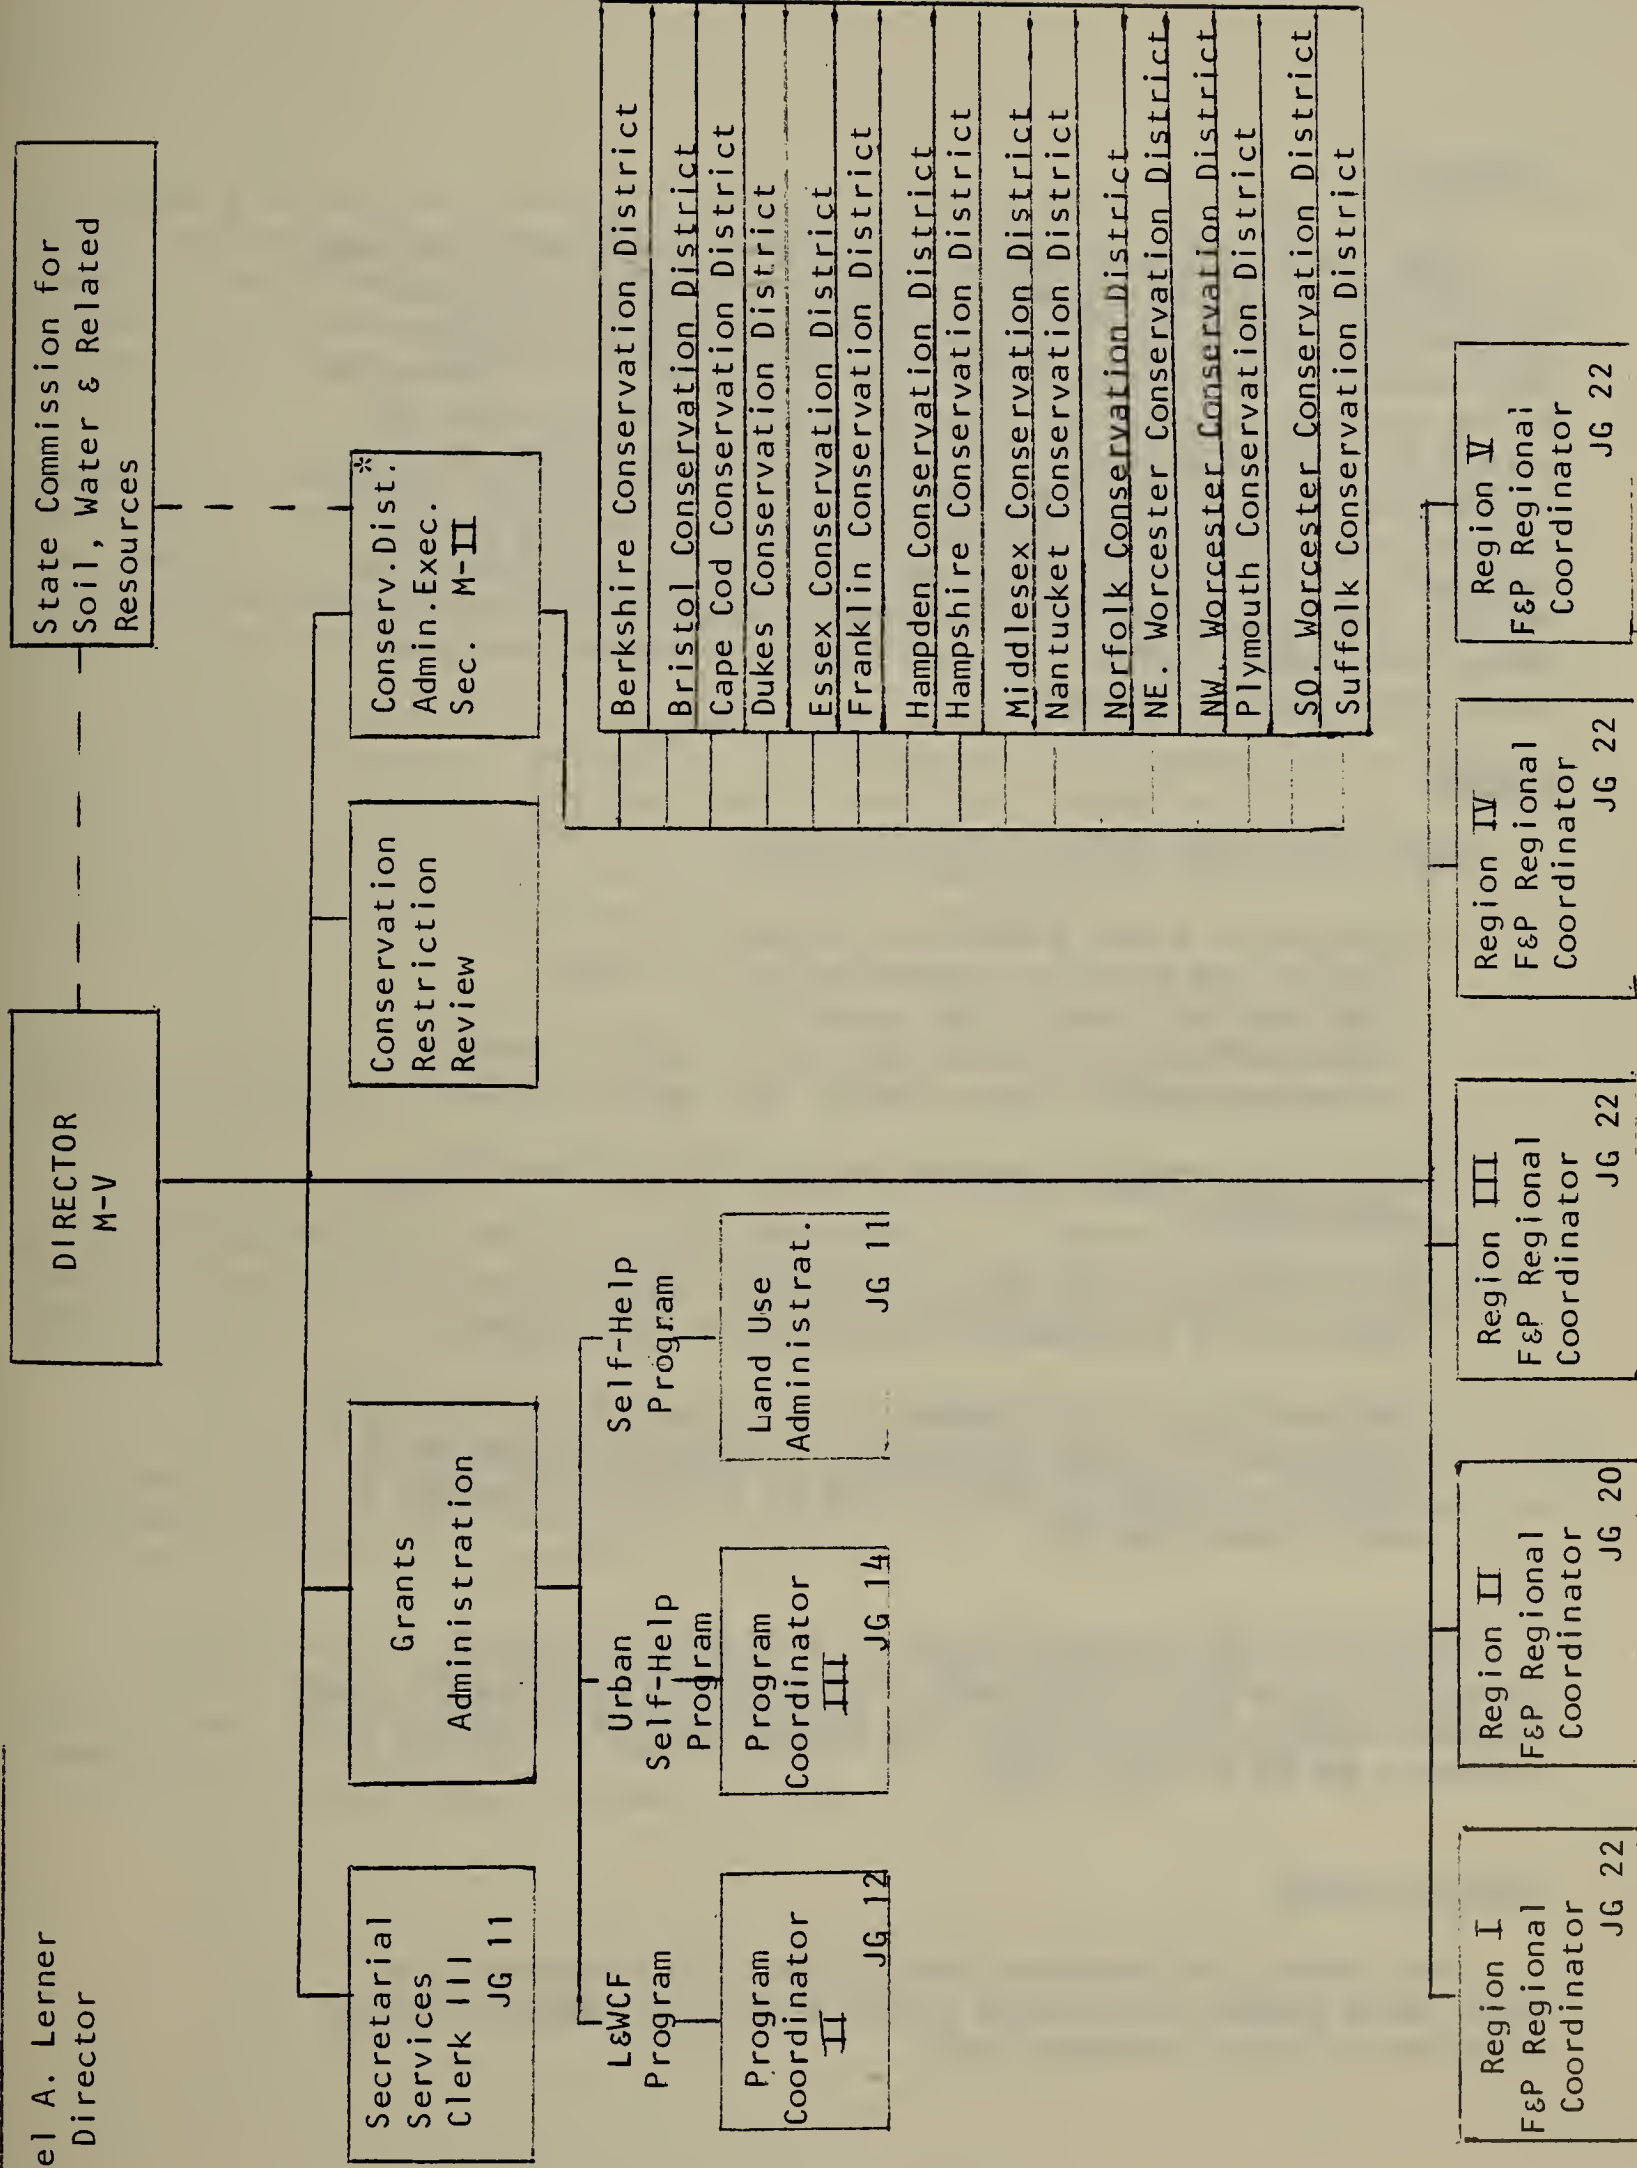 el A. Lerner
Director
DIRECTOR
M-V
State Commission for
Soil, Water & Related
Resources
Secretarial
Services
Clerk III
JG 11
Grants
Administration
Conservation
Restriction
Review
Conserv.Dist.*
Admin.Exec.
Sec. M-II
L&WCF
Program
Program
Coordinator
II
JG 12
Urban
Self-Help
Program
Program
Coordinator
III
JG 14
Self-Help
Program
Land Use
Administrat.
JG 11
Berkshire Conservation District
Bristol Conservation District
Cape Cod Conservation District
Dukes Conservation District
Essex Conservation District
Franklin Conservation District
Hampden Conservation District
Hampshire Conservation District
Middlesex Conservation District
Nantucket Conservation District
Norfolk Conservation District
NE. Worcester Conservation District
NW. Worcester Conservation District
Plymouth Conservation District
SO. Worcester Conservation District
Suffolk Conservation District
Region I
F&P Regional
Coordinator
JG 22
Region II
F&P Regional
Coordinator
JG 20
Region III
F&P Regional
Coordinator
JG 22
Region IV
F&P Regional
Coordinator
JG 22
Region V
F&P Regional
Coordinator
JG 22